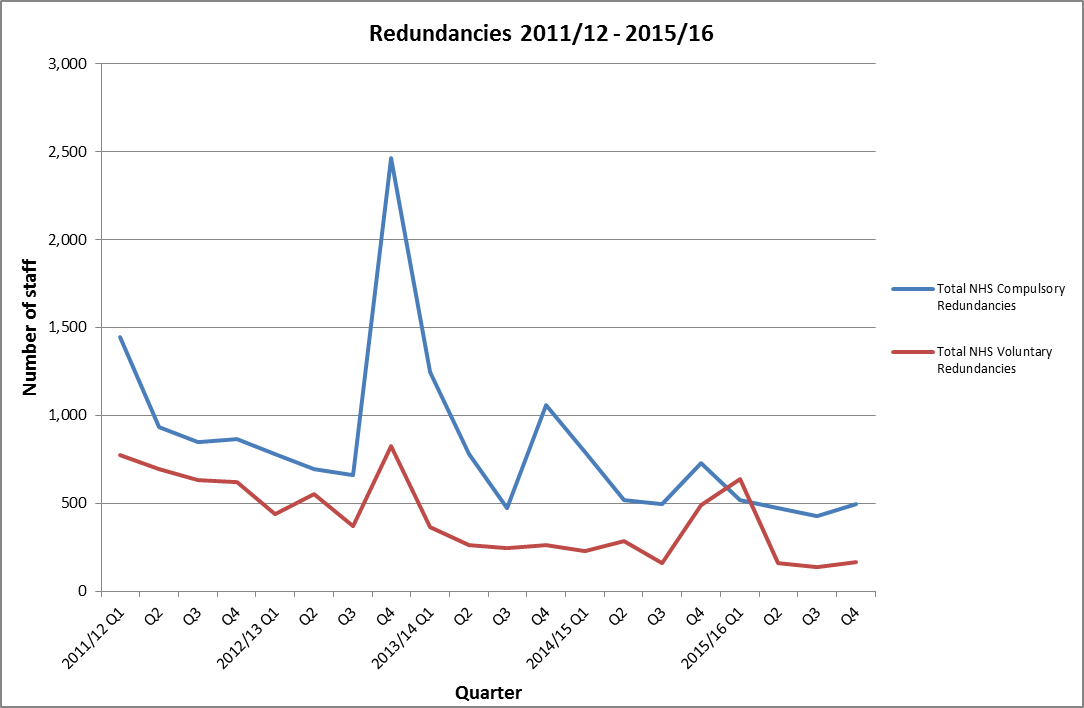 Redundancies 2011/12 - 2015/16
3,000
2,500
2,000
1,500
1,000
500
0
Number of staff
2011/12 Q1
Q2
Q3
Q4
2012/13 Q1
Q2
Q3
Q4
2013/14 Q1
Q2
Q3
Q4
2014/15 Q1
Q2
Q3
Q4
2015/16 Q1
Q2
Q3
Q4
Quarter
Total NHS Compulsory
Redundancies
Total NHS Voluntary
Redundancies